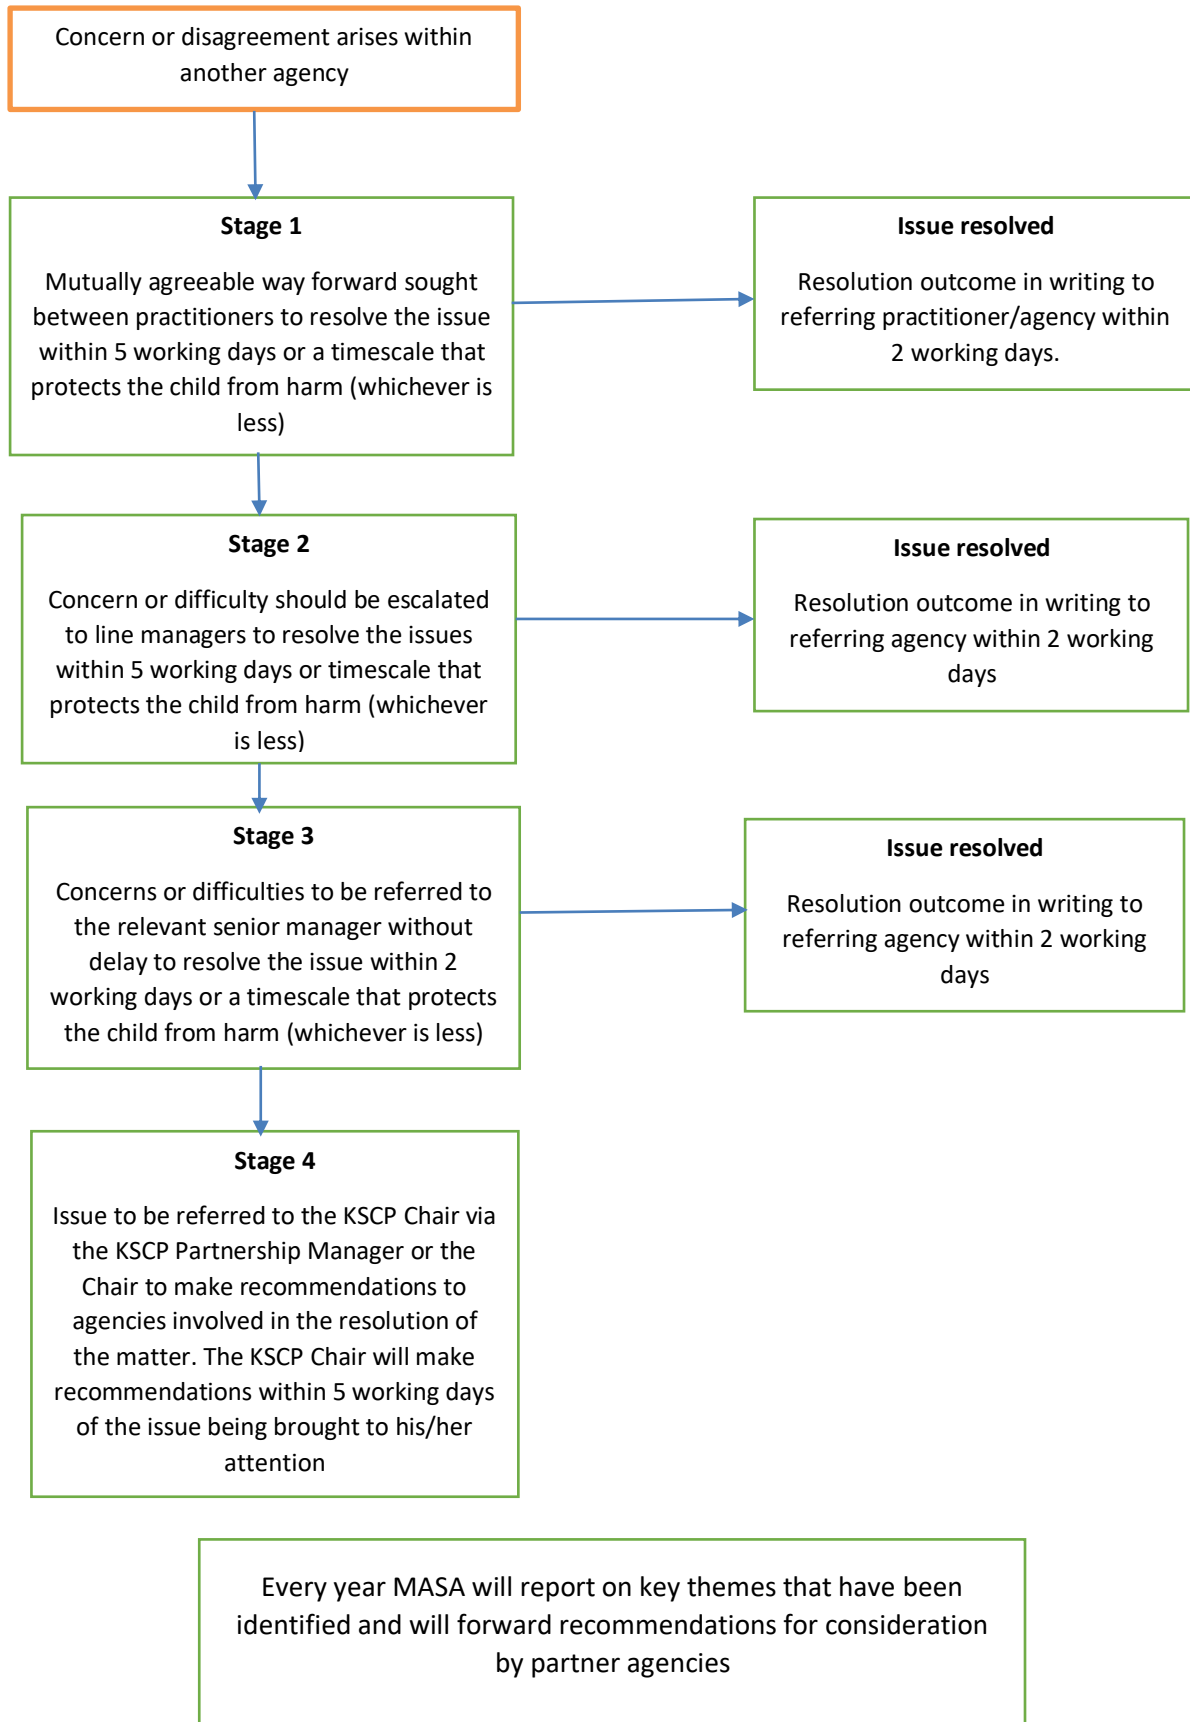 Concern or disagreement arises within
another agency
Stage 1
Mutually agreeable way forward sought
between practitioners to resolve the issue
within 5 working days or a timescale that
protects the child from harm (whichever is
less)
Issue resolved
Resolution outcome in writing to
referring practitioner/agency within
2 working days.
Stage 2
Concern or difficulty should be escalated
to line managers to resolve the issues
within 5 working days or timescale that
protects the child from harm (whichever
is less)
Issue resolved
Resolution outcome in writing to
referring agency within 2 working
days
Stage 3
Concerns or difficulties to be referred to
the relevant senior manager without
delay to resolve the issue within 2
working days or a timescale that protects
the child from harm (whichever is less)
Issue resolved
Resolution outcome in writing to
referring agency within 2 working
days
Stage 4
Issue to be referred to the KSCP Chair via
the KSCP Partnership Manager or the
Chair to make recommendations to
agencies involved in the resolution of
the matter. The KSCP Chair will make
recommendations within 5 working days
of the issue being brought to his/her
attention
Every year MASA will report on key themes that have been
identified and will forward recommendations for consideration
by partner agencies